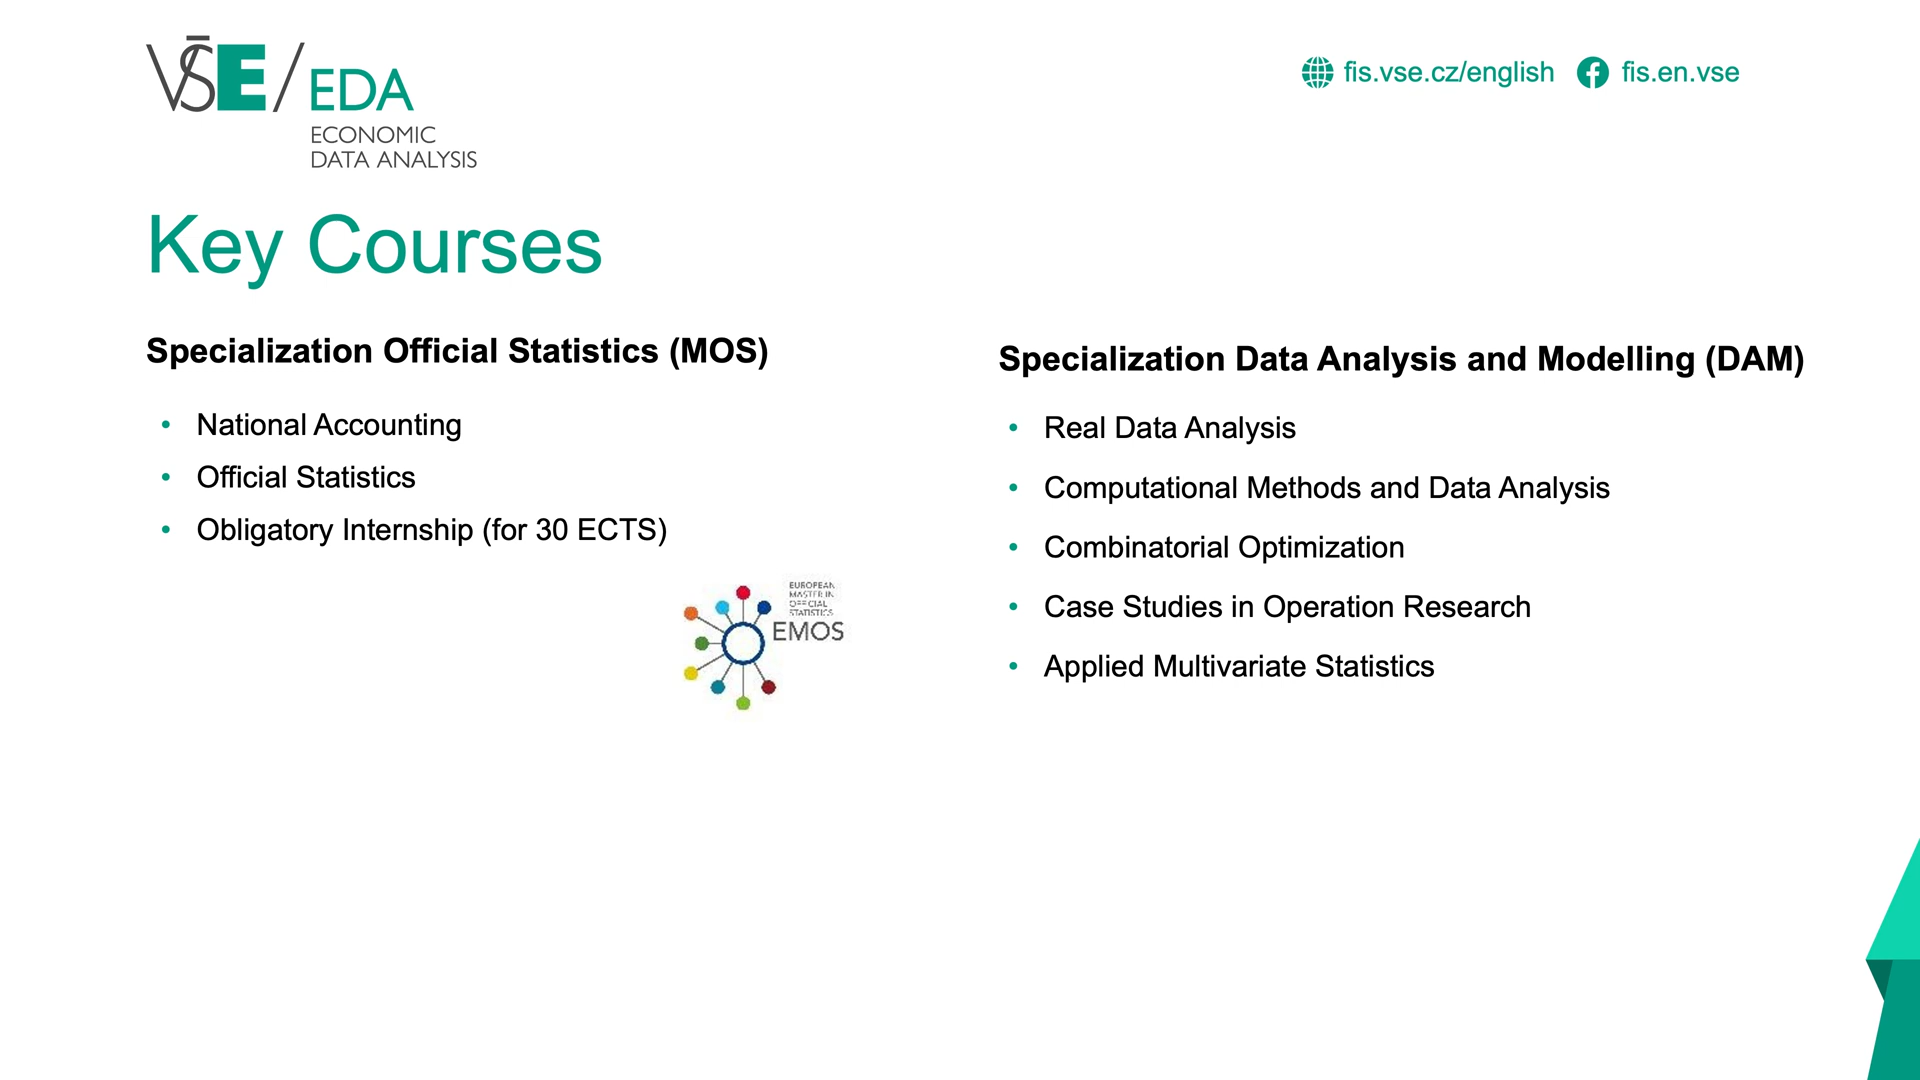 VŠE/EDA
ECONOMIC
DATA ANALYSIS
fis.vse.cz/english
fis.en.vse
Key Courses
Specialization Official Statistics (MOS)
• National Accounting
• Official Statistics
• Obligatory Internship (for 30 ECTS)
EUROPEAN
MASTER IN
OFFICIAL
STATISTICS
EMOS
Specialization Data Analysis and Modelling (DAM)
• Real Data Analysis
• Computational Methods and Data Analysis
• Combinatorial Optimization
• Case Studies in Operation Research
• Applied Multivariate Statistics